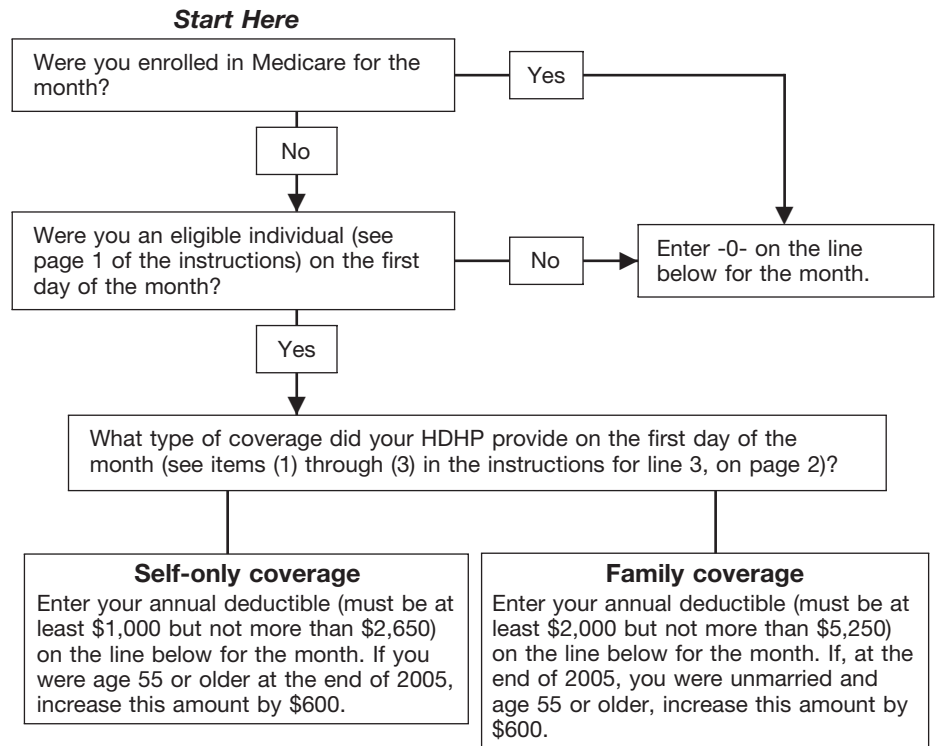 Start Here
Were you enrolled in Medicare for the
month?
Yes
No
Were you an eligible individual (see
page 1 of the instructions) on the first
day of the month?
No
Enter -0- on the line
below for the month.
Yes
What type of coverage did your HDHP provide on the first day of the
month (see items (1) through (3) in the instructions for line 3, on page 2)?
Self-only coverage
Enter your annual deductible (must be at
least $1,000 but not more than $2,650)
on the line below for the month. If you
were age 55 or older at the end of 2005,
increase this amount by $600.
Family coverage
Enter your annual deductible (must be at
least $2,000 but not more than $5,250)
on the line below for the month. If, at the
end of 2005, you were unmarried and
age 55 or older, increase this amount by
$600.